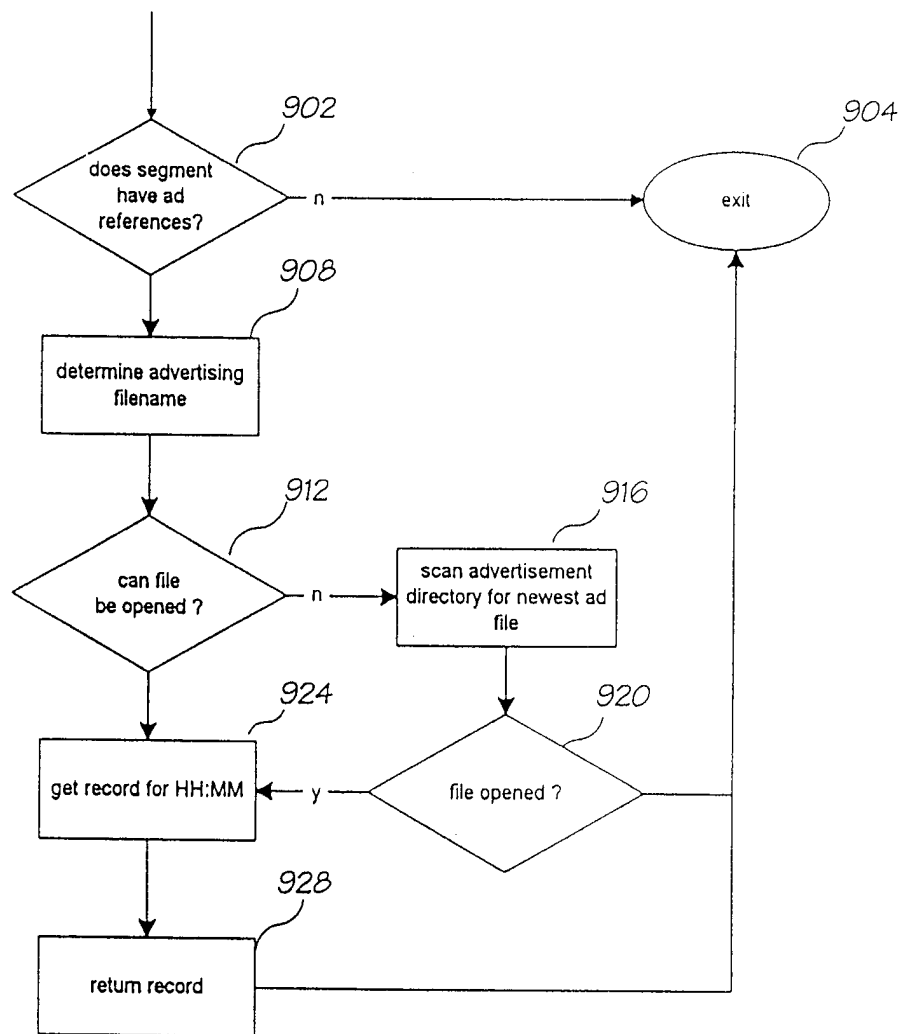 902
904
does segment
have ad
references?
n
exit
908
determine advertising
filename
912
916
can file
be opened ?
n
scan advertisement
directory for newest ad
file
924
920
get record for HH:MM
y
file opened ?
928
return record